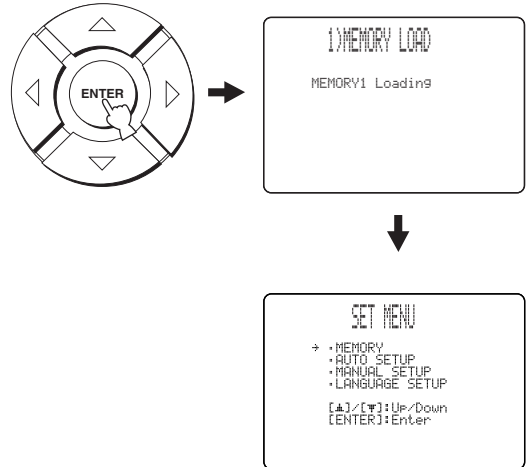 ENTER
1)MEMORY LOAD
MEMORY1 Loading
SET MENU
→ .MEMORY
.AUTO SETUP
.MANUAL SETUP
.LANGUAGE SETUP
[▲]/[▼]:Up/Down
[ENTER]:Enter